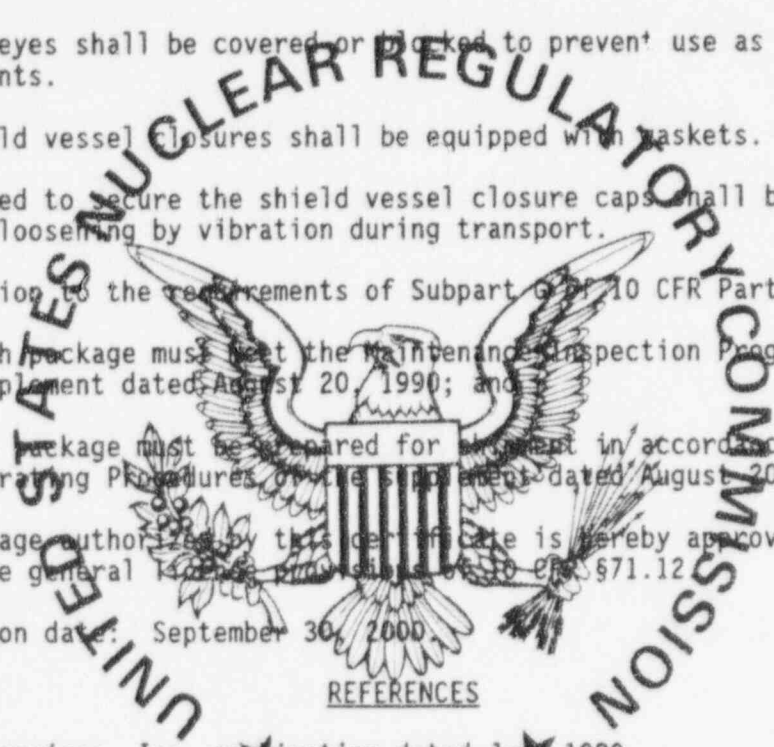 eyes shall be covered or blocked to prevent use as
nts.
ld vessel closures shall be equipped with gaskets.
ed to secure the shield vessel closure caps shall b
loosening by vibration during transport.
ion to the requirements of Subpart G of 10 CFR Part
h package must meet the Maintenance Inspection Prog
plement dated August 20, 1990; and
package must be prepared for shipment in accordanc
rating Procedures of the supplement dated August 20
age authorized by this certificate is hereby approv
e general license provisions of 10 CFR §71.12
on date: September 30, 2000.
REFERENCES
UNITED STATES NUCLEAR REGULATORY COMMISSION